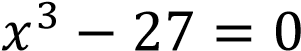 x³ − 27 = 0